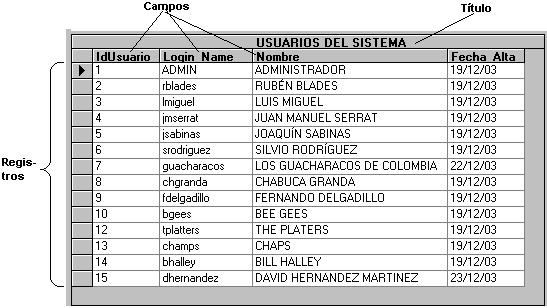 Campos
Título
USUARIOS DEL SISTEMA
IdUsuario Login_Name Nombre Fecha_Alta
1 ADMIN ADMINISTRADOR 19/12/03
2 rblades RUBÉN BLADES 19/12/03
3 lmiguel LUIS MIGUEL 19/12/03
4 jmserrat JUAN MANUEL SERRAT 19/12/03
5 jsabinas JOAQUÍN SABINAS 19/12/03
6 srodriguez SILVIO RODRÍGUEZ 19/12/03
7 guacharacos LOS GUACHARACOS DE COLOMBIA 22/12/03
8 chgranda CHABUCA GRANDA 19/12/03
9 fdelgadillo FERNANDO DELGADILLO 19/12/03
10 bgees BEE GEES 19/12/03
12 tplatters THE PLATERS 19/12/03
13 champs CHAPS 19/12/03
14 bhalley BILL HALLEY 19/12/03
15 dhernandez DAVID HERNANDEZ MARTINEZ 23/12/03
Regis-
tros